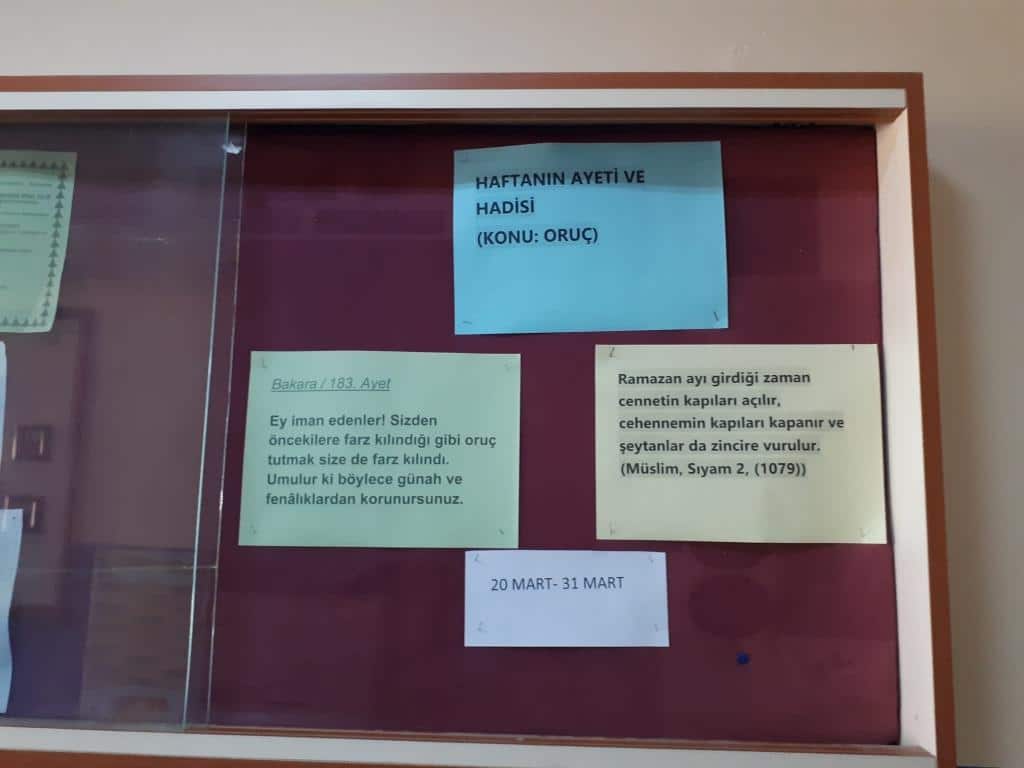 HAFTANIN AYETİ VE
HADİSİ
(KONU: ORUÇ)
Bakara / 183. Ayet
Ey iman edenler! Sizden
öncekilere farz kılındığı gibi oruç
tutmak size de farz kılındı.
Umulur ki böylece günah ve
fenâlıklardan korunursunuz.
Ramazan ayı girdiği zaman
cennetin kapıları açılır,
cehennemin kapıları kapanır ve
şeytanlar da zincire vurulur.
(Müslim, Sıyam 2, (1079))
20 MART- 31 MART